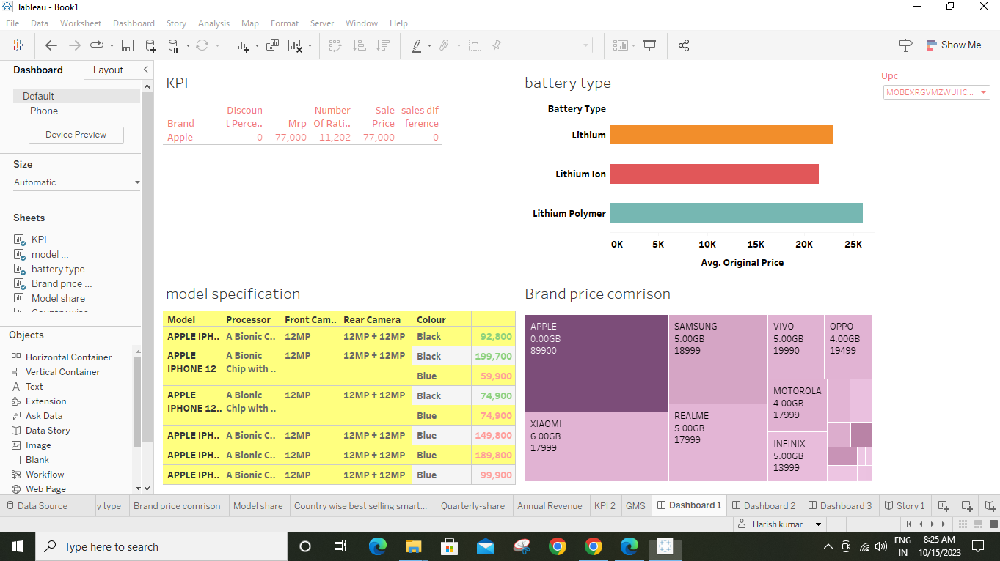 Tableau - Book1
File Data Worksheet Dashboard Story Analysis Map Format Server Window Help
Show Me
Dashboard Layout
Default
Phone
Device Preview
Size
Automatic
Sheets
KPI
model ...
battery type
Brand price ...
Model share
Objects
Horizontal Container
Vertical Container
Text
Extension
Ask Data
Data Story
Image
Blank
Workflow
Web Page
KPI
Discoun Number Sale sales dif
Brand t Perce.. Mrp Of Rati.. Price ference
Apple 0 77,000 11,202 77,000 0
battery type
Battery Type
Lithium
Lithium Ion
Lithium Polymer
0K 5K 10K 15K 20K 25K
Avg. Original Price
Upc
MOBEXRGVMZWUHC...
model specification
Model Processor Front Cam.. Rear Camera Colour
APPLE IPH.. A Bionic C.. 12MP 12MP + 12MP Black 92,800
APPLE A Bionic 12MP 12MP + 12MP Black 199,700
IPHONE 12 Chip with ..
Blue 59,900
APPLE A Bionic 12MP 12MP + 12MP Black 74,900
IPHONE 12.. Chip with ..
Blue 74,900
APPLE IPH.. A Bionic C.. 12MP 12MP + 12MP Blue 149,800
APPLE IPH.. A Bionic C.. 12MP 12MP + 12MP Blue 189,800
APPLE IPH.. A Bionic C.. 12MP 12MP + 12MP Blue 99,900
Brand price comrison
APPLE
0.00GB
89900
XIAOMI
6.00GB
17999
SAMSUNG
5.00GB
18999
REALME
5.00GB
17999
VIVO
5.00GB
19990
OPPO
4.00GB
19499
MOTOROLA
4.00GB
17999
INFINIX
5.00GB
13999
Data Source y type Brand price comrison Model share Country wise best selling smart... Quarterly-share Annual Revenue KPI 2 GMS Dashboard 1 Dashboard 2 Dashboard 3 Story 1
Harish kumar
Type here to search
ENG
IN
8:25 AM
10/15/2023